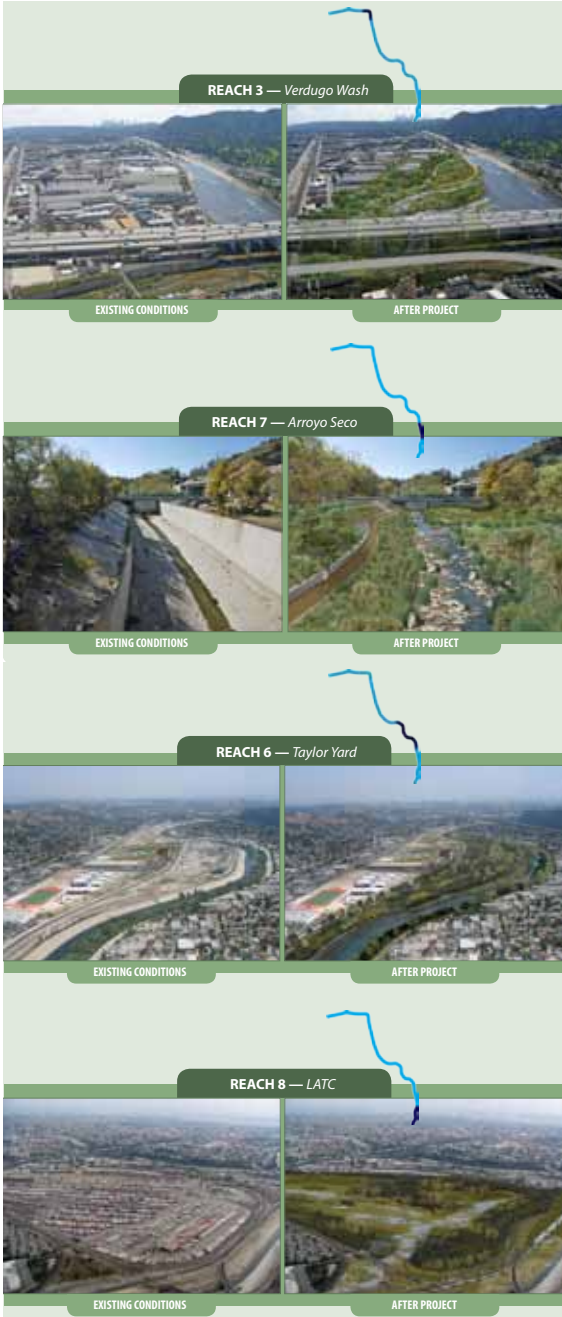 REACH 3 — Verdugo Wash
EXISTING CONDITIONS
AFTER PROJECT
REACH 7 — Arroyo Seco
EXISTING CONDITIONS
AFTER PROJECT
REACH 6 — Taylor Yard
EXISTING CONDITIONS
AFTER PROJECT
REACH 8 — LATC
EXISTING CONDITIONS
AFTER PROJECT